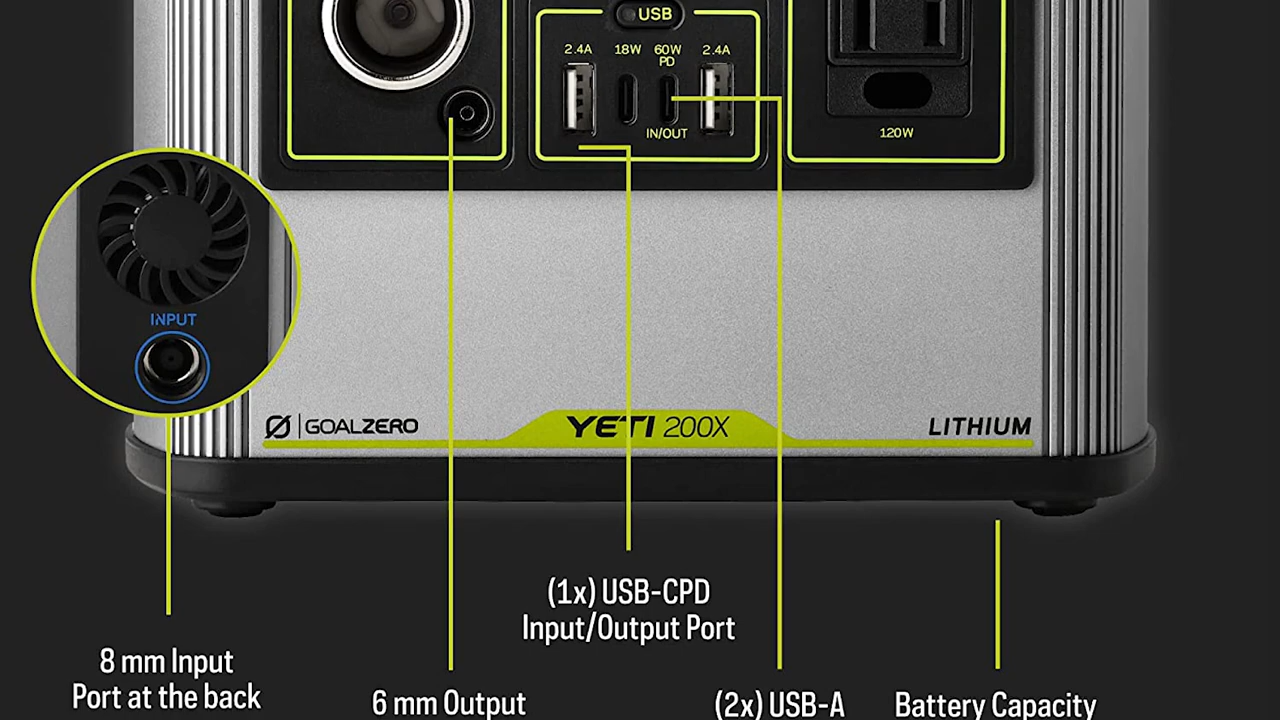 USB
2.4A 18W 60W 2.4A
PD
IN/OUT
120W
INPUT
GOALZERO
YETI 200X
LITHIUM
(1x) USB-CPD
Input/Output Port
8 mm Input
Port at the back
6 mm Output
(2x) USB-A
Battery Capacity